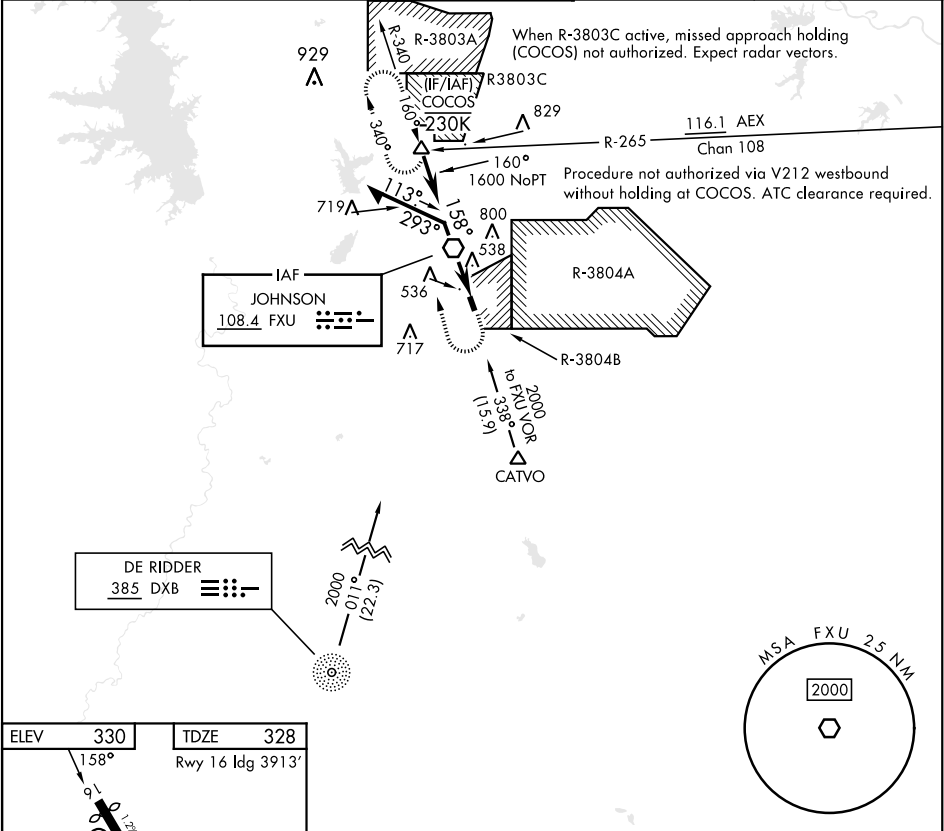 When R-3803C active, missed approach holding
(COCOS) not authorized. Expect radar vectors.
R-3803A
R-340
929
R3803C
(IF/IAF)
COCOS
230K
160°
340°
829
R-265
116.1 AEX
Chan 108
160°
1600 NoPT
Procedure not authorized via V212 westbound
without holding at COCOS. ATC clearance required.
113°
293°
158°
719
800
538
R-3804A
IAF
JOHNSON
108.4 FXU
536
717
R-3804B
2000
to FXU VOR
338°
(15.9)
CATVO
DE RIDDER
385 DXB
2000
011°
(22.3)
MSA FXU 25 NM
2000
ELEV 330
TDZE 328
158°
Rwy 16 ldg 3913'
16